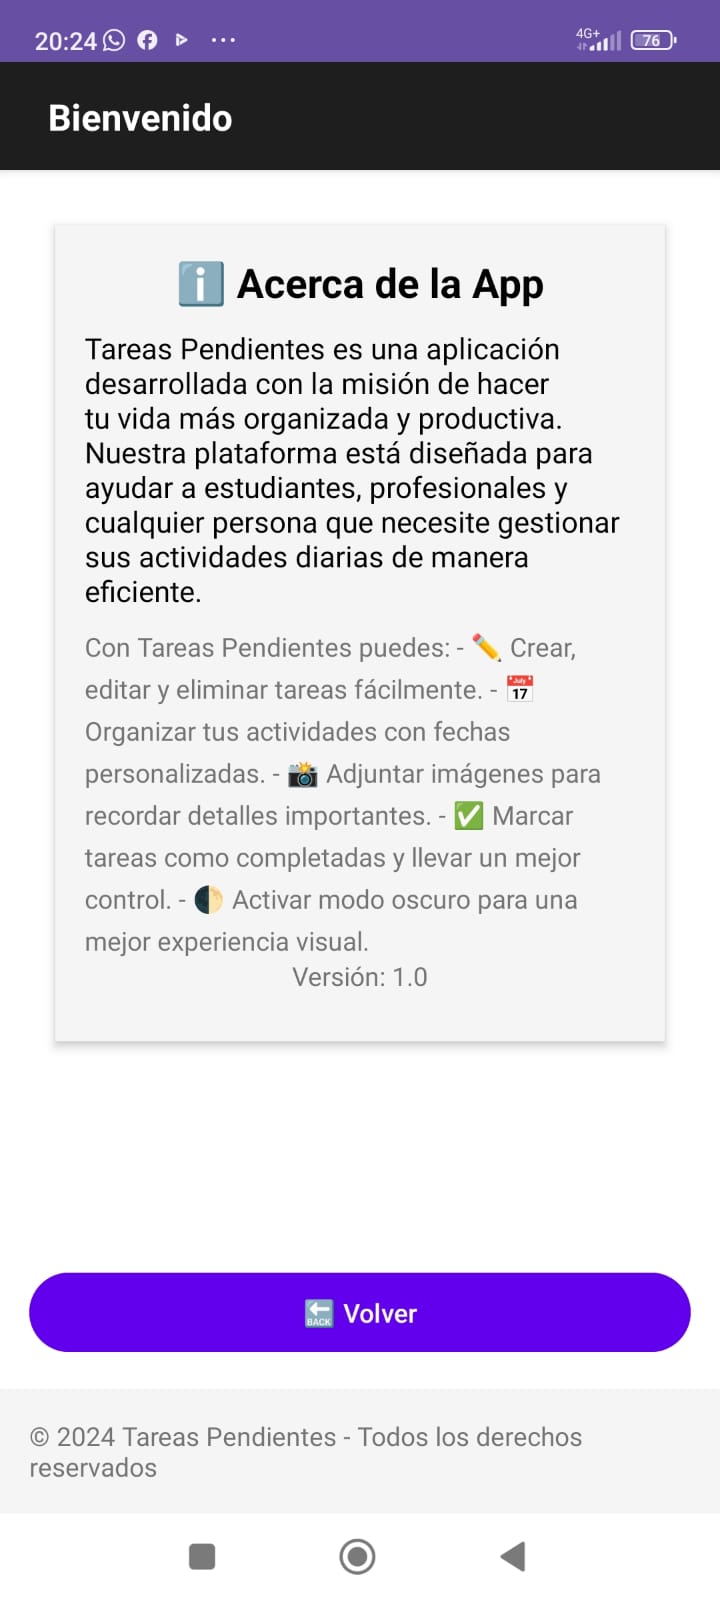 20:24
4G+
76
Bienvenido
ℹ️ Acerca de la App
Tareas Pendientes es una aplicación
desarrollada con la misión de hacer
tu vida más organizada y productiva.
Nuestra plataforma está diseñada para
ayudar a estudiantes, profesionales y
cualquier persona que necesite gestionar
sus actividades diarias de manera
eficiente.
Con Tareas Pendientes puedes: - ✏️ Crear,
editar y eliminar tareas fácilmente. - 📅
Organizar tus actividades con fechas
personalizadas. - 📸 Adjuntar imágenes para
recordar detalles importantes. - ✅ Marcar
tareas como completadas y llevar un mejor
control. - 🌓 Activar modo oscuro para una
mejor experiencia visual.
Versión: 1.0
🔙 Volver
© 2024 Tareas Pendientes - Todos los derechos
reservados